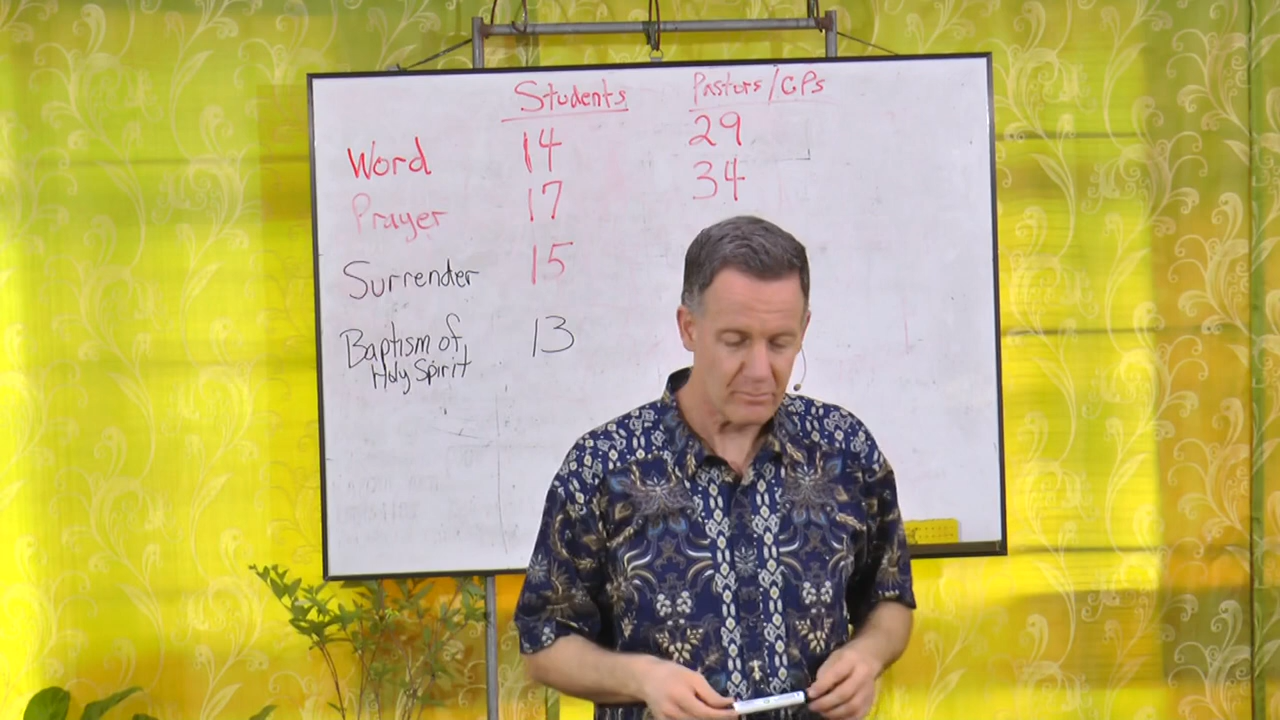 Students Pastors/CPs
Word 14 29
Prayer 17 34
Surrender 15
Baptism of 13
Holy Spirit